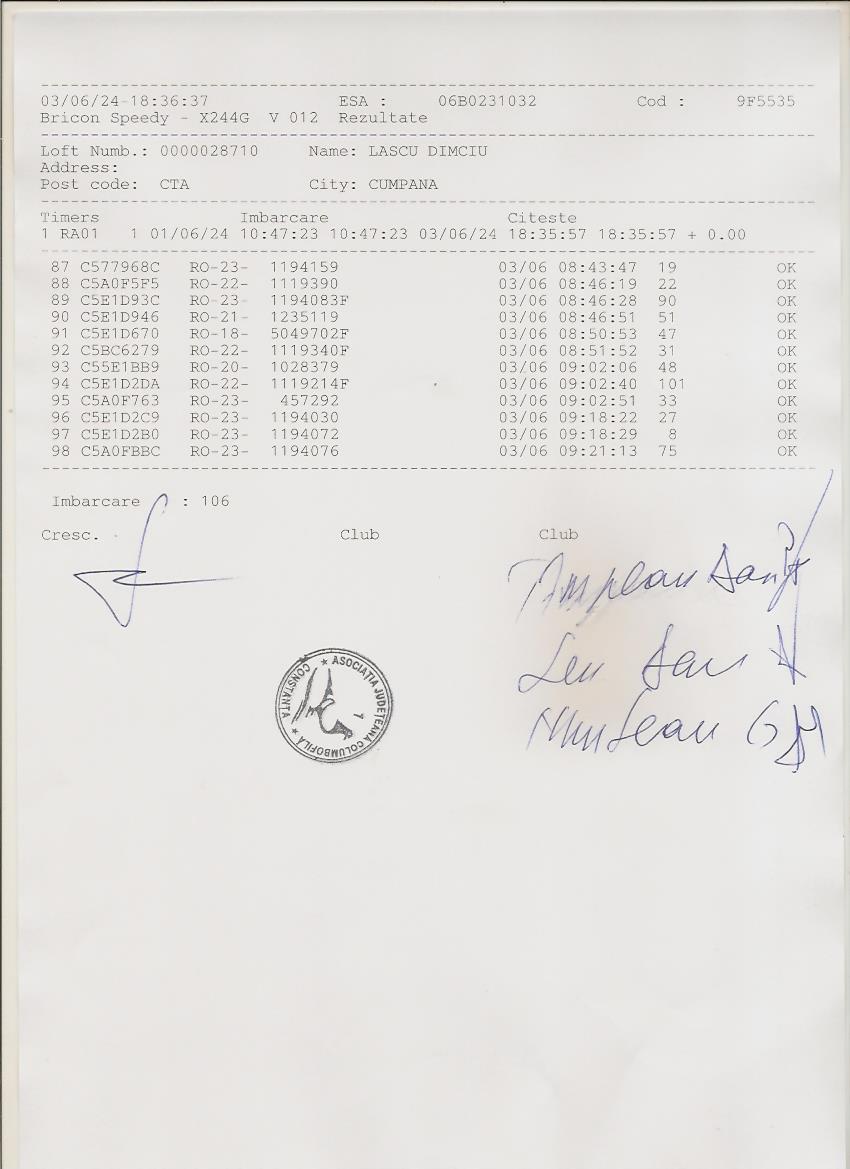 03/06/24-18:36:37 ESA : 06B0231032 Cod : 9F5535
Bricon Speedy - X244G V 012 Rezultate
Loft Numb.: 0000028710 Name: LASCU DIMCIU
Address:
Post code: CTA City: CUMPANA
Timers Imbarcare Citeste
1 RA01 1 01/06/24 10:47:23 10:47:23 03/06/24 18:35:57 18:35:57 + 0.00
87 C577968C RO-23- 1194159 03/06 08:43:47 19 OK
88 C5A0F5F5 RO-22- 1119390 03/06 08:46:19 22 OK
89 C5E1D93C RO-23- 1194083F 03/06 08:46:28 90 OK
90 C5E1D946 RO-21- 1235119 03/06 08:46:51 51 OK
91 C5E1D670 RO-18- 5049702F 03/06 08:50:53 47 OK
92 C5BC6279 RO-22- 1119340F 03/06 08:51:52 31 OK
93 C55E1BB9 RO-20- 1028379 03/06 09:02:06 48 OK
94 C5E1D2DA RO-22- 1119214F 03/06 09:02:40 101 OK
95 C5A0F763 RO-23- 457292 03/06 09:02:51 33 OK
96 C5E1D2C9 RO-23- 1194030 03/06 09:18:22 27 OK
97 C5E1D2B0 RO-23- 1194072 03/06 09:18:29 8 OK
98 C5A0FBBC RO-23- 1194076 03/06 09:21:13 75 OK
Imbarcare : 106
Cresc. Club Club
ASOCIAȚIA JUDEȚEANA COLUMBOFILA * CONSTANȚA *
1